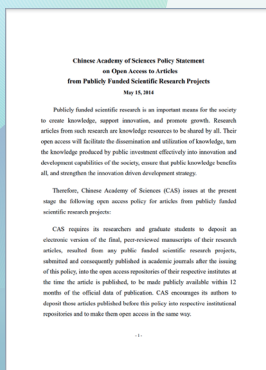 Chinese Academy of Sciences Policy Statement
on Open Access to Articles
from Publicly Funded Scientific Research Projects
May 15, 2014
Publicly funded scientific research is an important means for the society
to create knowledge, support innovation, and promote growth. Research
articles from such research are knowledge resources to be shared by all. Their
open access will facilitate the dissemination and utilization of knowledge, turn
the knowledge produced by public investment effectively into innovation and
development capabilities of the society, ensure that public knowledge benefits
all, and strengthen the innovation driven development strategy.
Therefore, Chinese Academy of Sciences (CAS) issues at the present
stage the following open access policy for articles from publicly funded
scientific research projects:
CAS requires its researchers and graduate students to deposit an
electronic version of the final, peer-reviewed manuscripts of their research
articles, resulted from any public funded scientific research projects,
submitted and consequently published in academic journals after the issuing
of this policy, into the open access repositories of their respective institutes at
the time the article is published, to be made publicly available within 12
months of the official data of publication. CAS encourages its authors to
deposit those articles published before this policy into respective institutional
repositories and to make them open access in the same way.
- 1 -